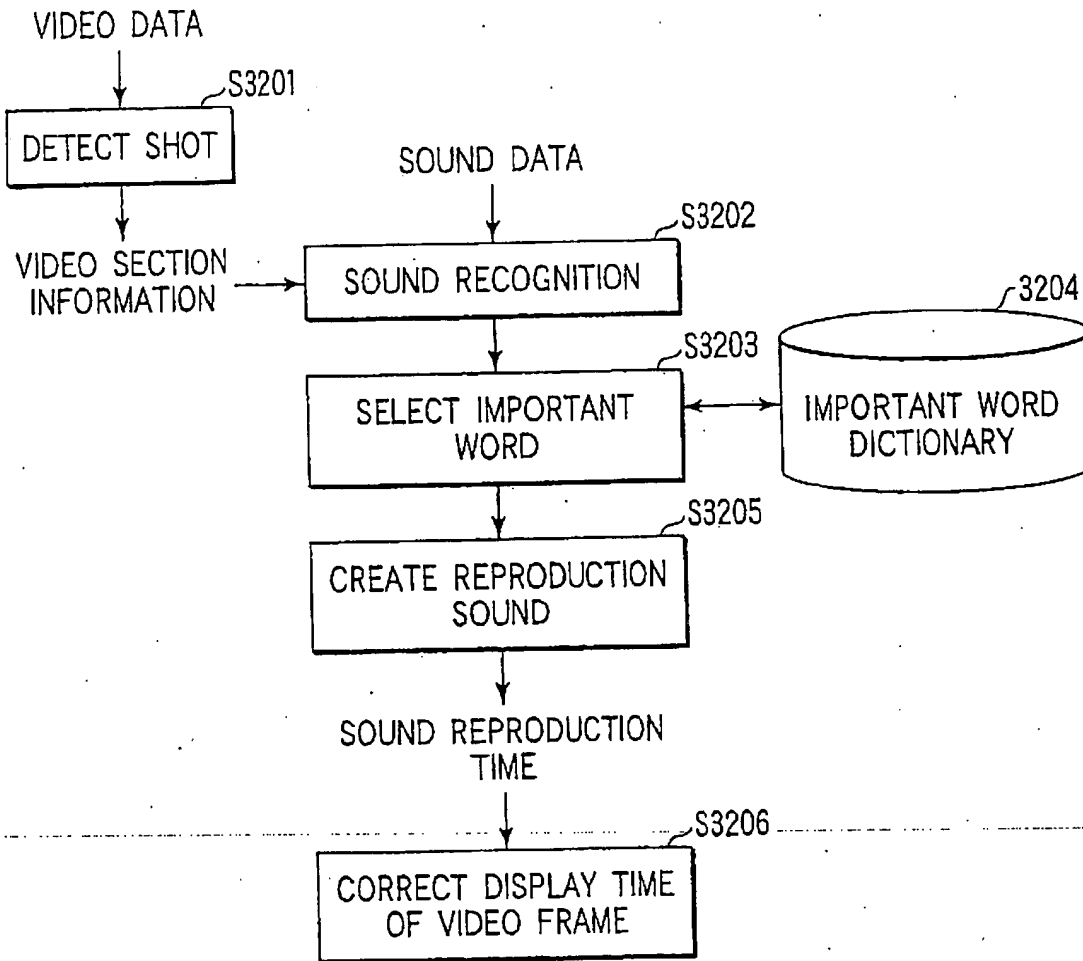 VIDEO DATA
S3201
DETECT SHOT
SOUND DATA
S3202
VIDEO SECTION
INFORMATION
SOUND RECOGNITION
3204
S3203
SELECT IMPORTANT
WORD
IMPORTANT WORD
DICTIONARY
S3205
CREATE REPRODUCTION
SOUND
SOUND REPRODUCTION
TIME
S3206
CORRECT DISPLAY TIME
OF VIDEO FRAME